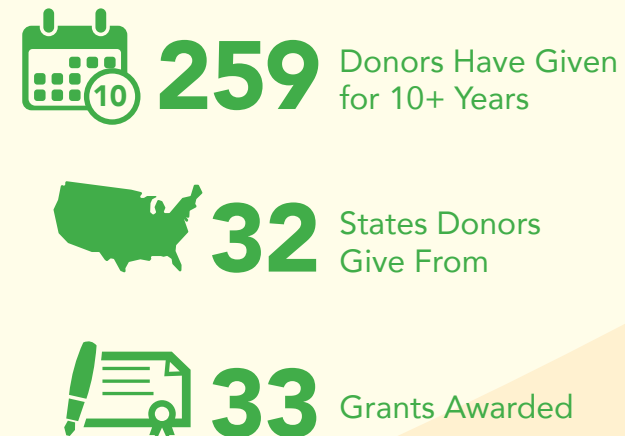 10
259
Donors Have Given
for 10+ Years
32
States Donors
Give From
33
Grants Awarded